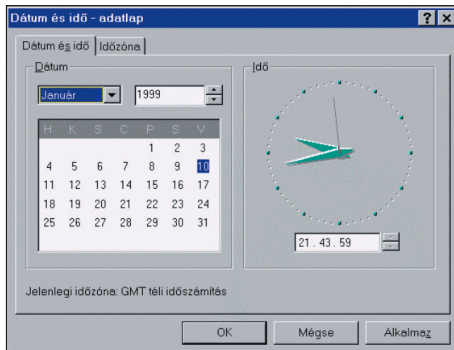 Dátum és idő - adatlap
Dátum és idő
Időzóna
Dátum
Január
1999
H K S C P S V
1 2 3
4 5 6 7 8 9 10
11 12 13 14 15 16 17
18 19 20 21 22 23 24
25 26 27 28 29 30 31
Idő
21.43.59
Jelenlegi időzóna: GMT téli időszámítás
OK
Mégse
Alkalmaz